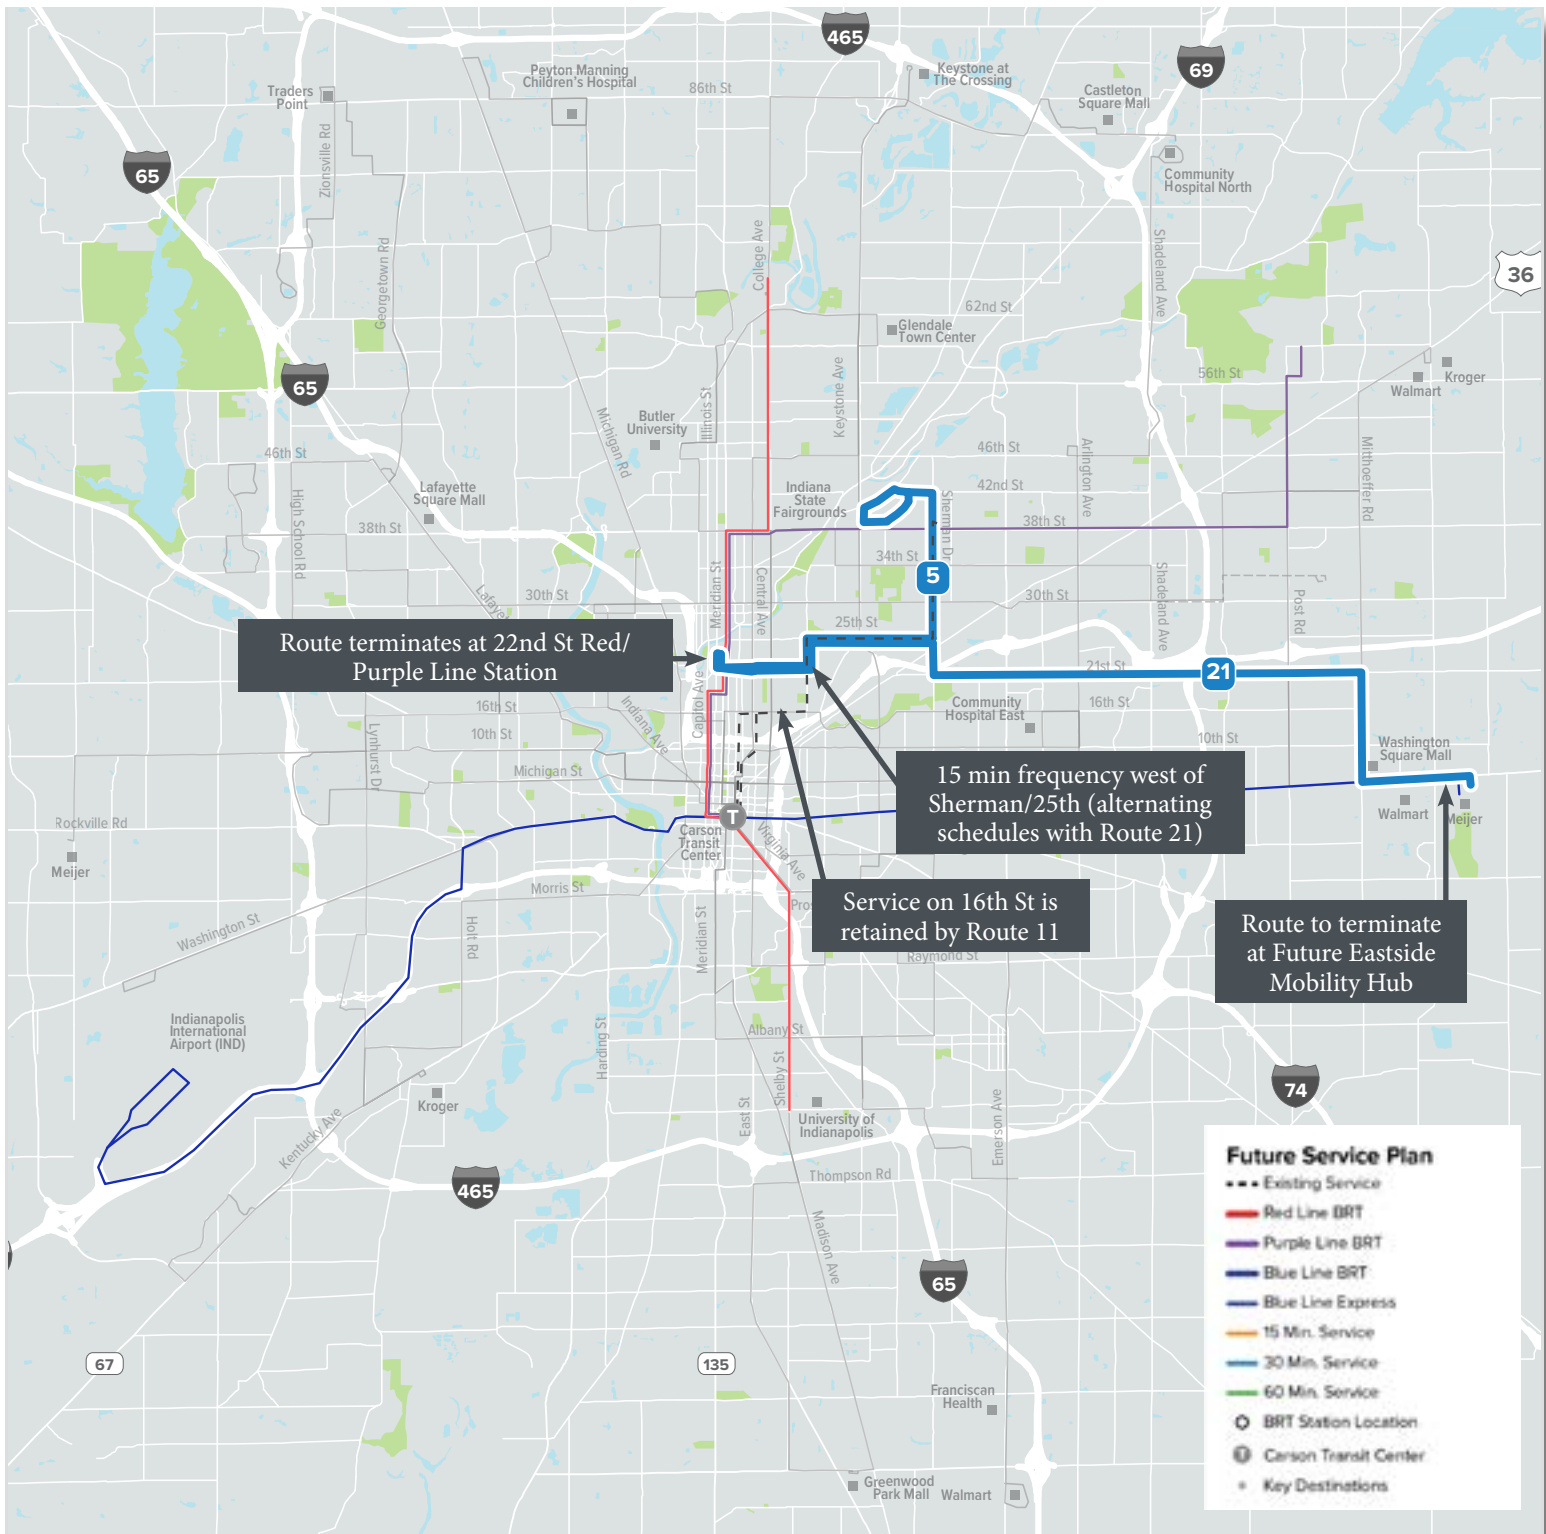 465
69
Peyton Manning
Children's Hospital
Keystone at
The Crossing
86th St
Traders
Point
Castleton
Square Mall
Zionsville Rd
65
Community
Hospital North
College Ave
Shadeland Ave
Georgetown Rd
36
62nd St
Glendale
Town Center
56th St
Kroger
Walmart
65
Keystone Ave
Illinois St
Butler
University
Michigan Rd
46th St
46th St
Arlington Ave
Mitthoeffer Rd
Lafayette
Square Mall
Indiana
State
Fairgrounds
42nd St
High School Rd
Sherman Dr
38th St
38th St
34th St
5
Meridian St
Central Ave
Shadeland Ave
30th St
30th St
Post Rd
25th St
Route terminates at 22nd St Red/
Purple Line Station
21st St
21
Capitol Ave
Indiana Ave
16th St
Community
Hospital East
16th St
10th St
10th St
Lynhurst Dr
Washington
Square Mall
Michigan St
15 min frequency west of
Sherman/25th (alternating
schedules with Route 21)
Walmart
Meijer
T
Rockville Rd
Carson
Transit
Center
Virginia Ave
Meijer
Morris St
Service on 16th St is
retained by Route 11
Route to terminate
at Future Eastside
Mobility Hub
Washington St
Holt Rd
Meridian St
Raymond St
Indianapolis
International
Airport (IND)
Harding St
Albany St
Shelby St
74
Kroger
Kentucky Ave
East St
University of
Indianapolis
Emerson Ave
465
Thompson Rd
Madison Ave
65
67
135
Franciscan
Health
Greenwood
Park Mall
Walmart
Future Service Plan
Existing Service
Red Line BRT
Purple Line BRT
Blue Line BRT
Blue Line Express
15 Min. Service
30 Min. Service
60 Min. Service
BRT Station Location
T Carson Transit Center
Key Destinations